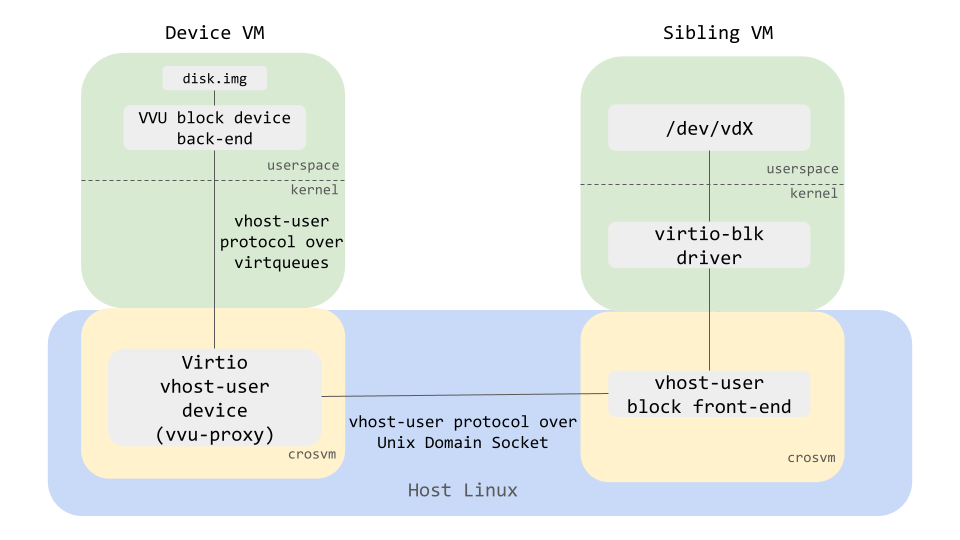 Device VM
disk.img
VVU block device
back-end
userspace
kernel
vhost-user
protocol over
virtqueues
Virtio
vhost-user
device
(vvu-proxy)
crosvm
vhost-user protocol over
Unix Domain Socket
Host Linux
Sibling VM
/dev/vdX
userspace
kernel
virtio-blk
driver
vhost-user
block front-end
crosvm